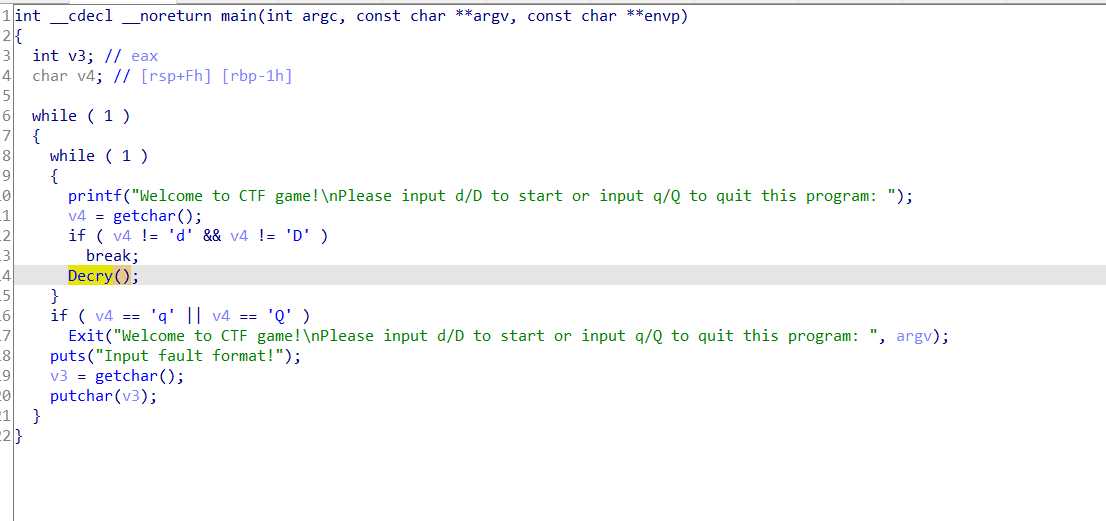 1 int __cdecl __noreturn main(int argc, const char **argv, const char **envp)
2 {
3   int v3; // eax
4   char v4; // [rsp+Fh] [rbp-1h]
5
6   while ( 1 )
7   {
8     while ( 1 )
9     {
0       printf("Welcome to CTF game!\nPlease input d/D to start or input q/Q to quit this program: ");
1       v4 = getchar();
2       if ( v4 != 'd' && v4 != 'D' )
3         break;
4       Decry();
5     }
6     if ( v4 == 'q' || v4 == 'Q' )
7       Exit("Welcome to CTF game!\nPlease input d/D to start or input q/Q to quit this program: ", argv);
8     puts("Input fault format!");
9     v3 = getchar();
20     putchar(v3);
21   }
22 }